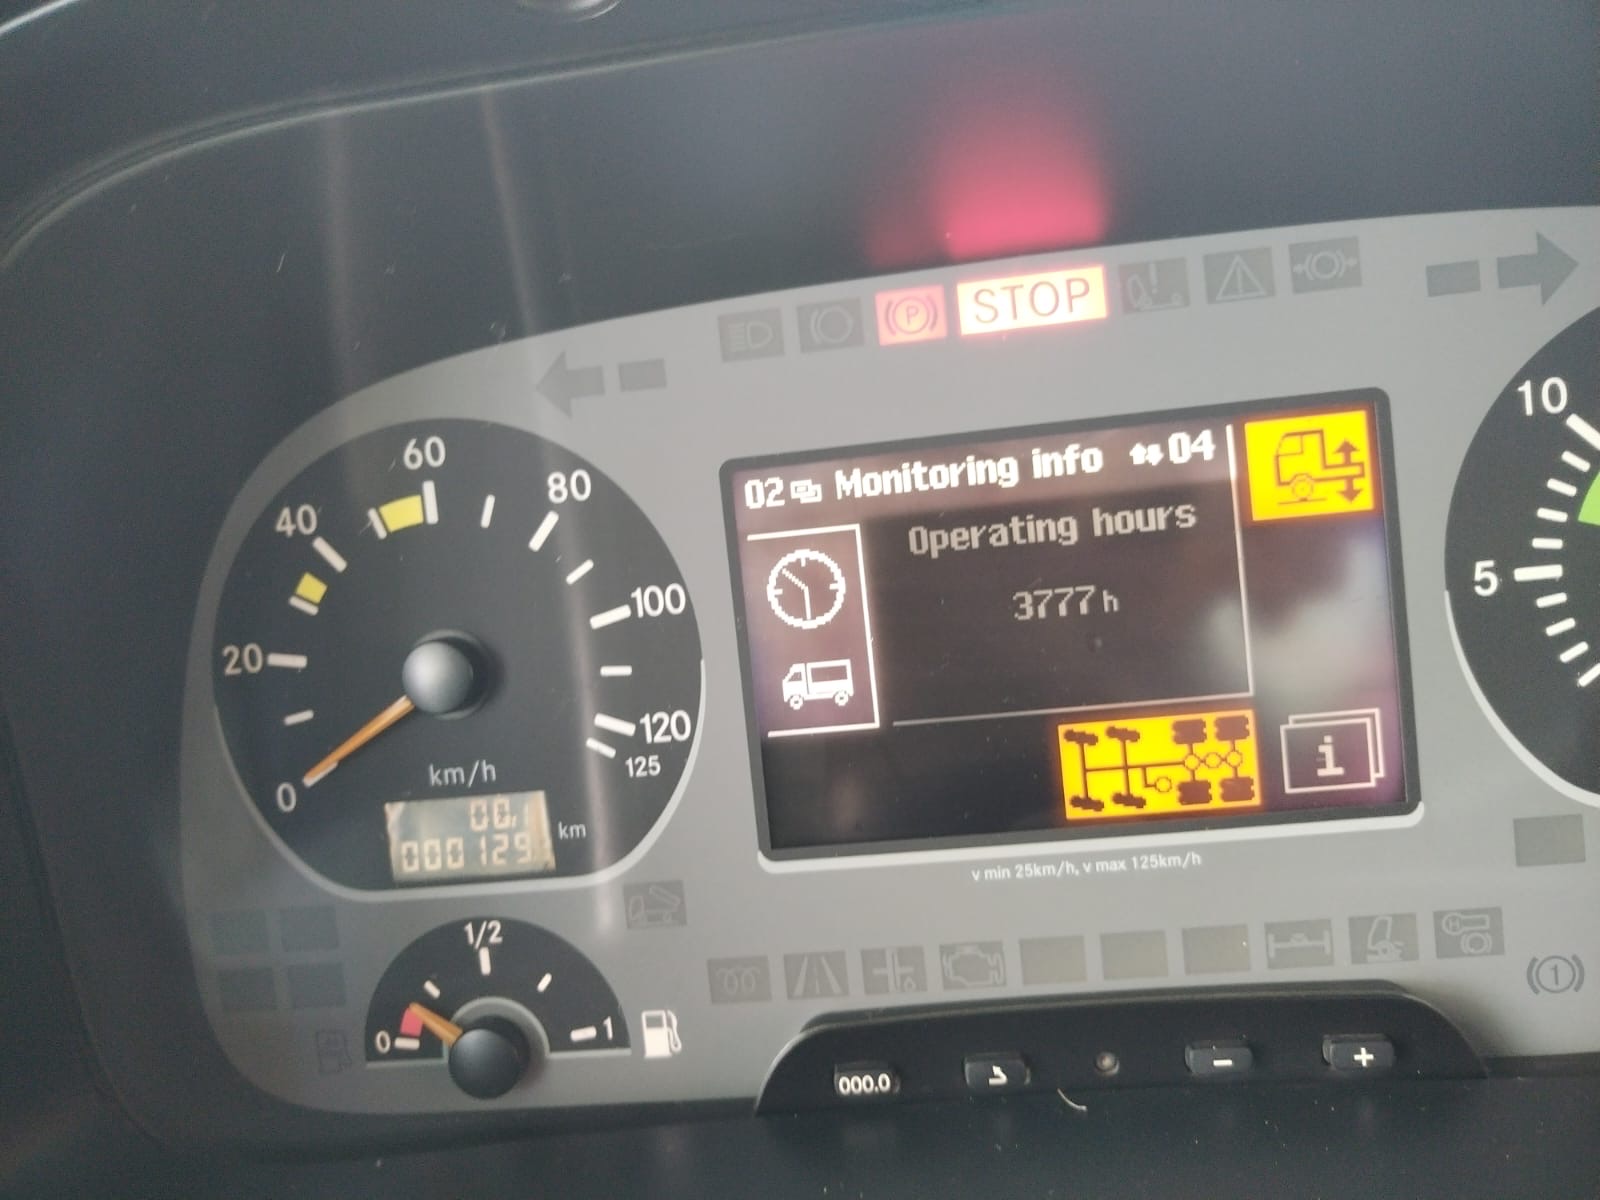 STOP
P
02 Monitoring info 04
Operating hours
3777 h
i
0
20
40
60
80
100
120
125
km/h
00,1
000129
km
v min 25km/h, v max 125km/h
5
10
0
1/2
1
000.0
-
+
1